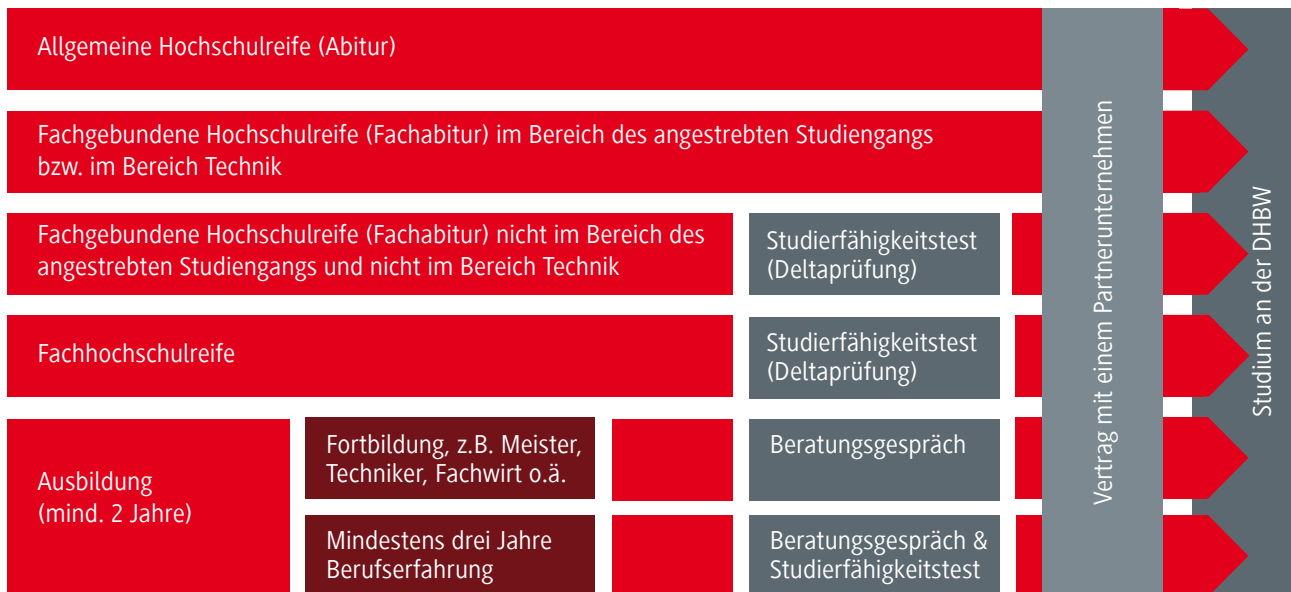 Allgemeine Hochschulreife (Abitur)
Fachgebundene Hochschulreife (Fachabitur) im Bereich des angestrebten Studiengangs
bzw. im Bereich Technik
Fachgebundene Hochschulreife (Fachabitur) nicht im Bereich des
angestrebten Studiengangs und nicht im Bereich Technik
Studierfähigkeitstest
(Deltaprüfung)
Fachhochschulreife
Studierfähigkeitstest
(Deltaprüfung)
Ausbildung
(mind. 2 Jahre)
Fortbildung, z.B. Meister,
Techniker, Fachwirt o.ä.
Beratungsgespräch
Mindestens drei Jahre
Berufserfahrung
Beratungsgespräch &
Studierfähigkeitstest
Vertrag mit einem Partnerunternehmen
Studium an der DHBW